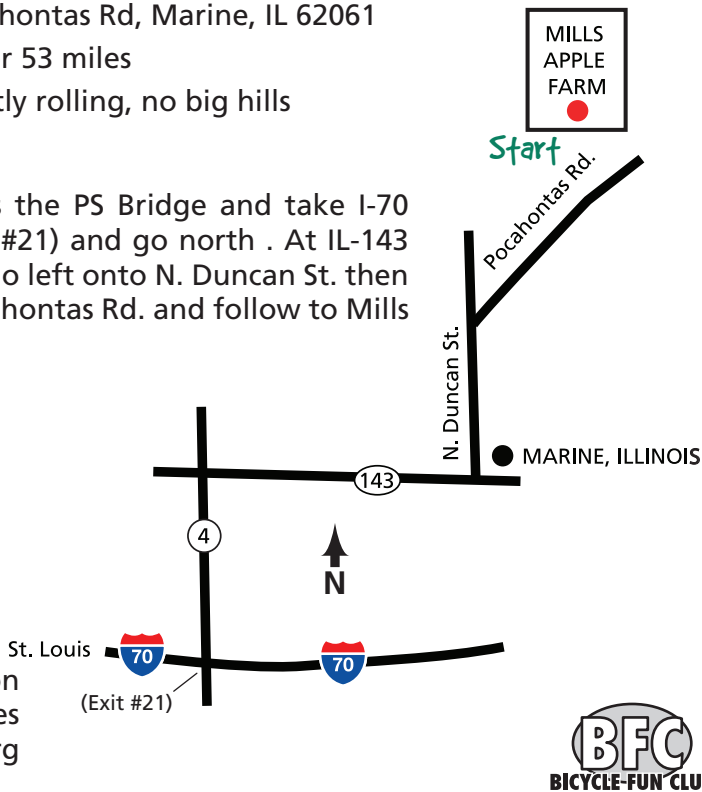 hontas Rd, Marine, IL 62061
r 53 miles
tly rolling, no big hills
MILLS
APPLE
FARM
Start
Pocahontas Rd.
s the PS Bridge and take I-70
#21) and go north . At IL-143
o left onto N. Duncan St. then
hontas Rd. and follow to Mills
N. Duncan St.
MARINE, ILLINOIS
143
4
N
St. Louis
70
70
(Exit #21)
on
es
rg
BFC
BICYCLE-FUN CLU